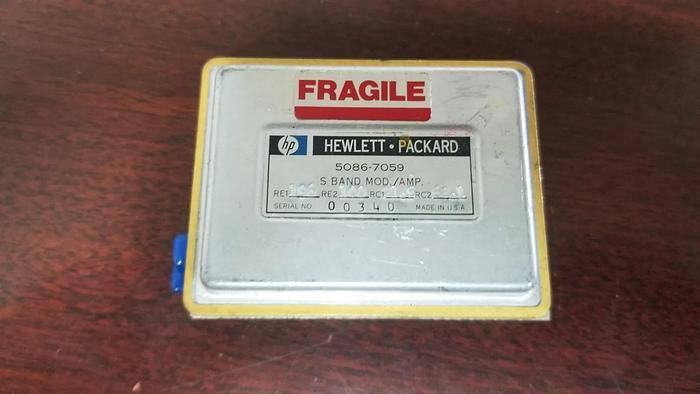 FRAGILE
hp HEWLETT • PACKARD
5086-7059
S BAND MOD./AMP.
RE1 RE2 RC1 RC2
SERIAL NO 00340 MADE IN U.S.A